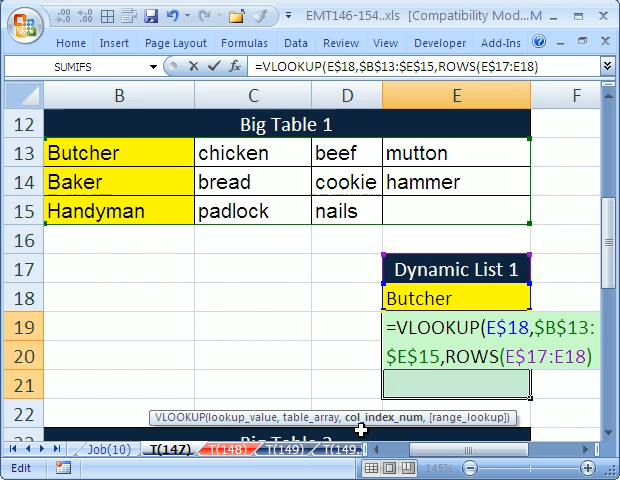 EMT146-154..xls [Compatibility Mod... M
Home Insert Page Layout Formulas Data Review View Developer Add-Ins
SUMIFS =VLOOKUP(E$18,$B$13:$E$15,ROWS(E$17:E18)
B C D E F
12 Big Table 1
13 Butcher chicken beef mutton
14 Baker bread cookie hammer
15 Handyman padlock nails
16
17 Dynamic List 1
18 Butcher
19 =VLOOKUP(E$18,$B$13:
20 $E$15,ROWS(E$17:E18)
21
22
VLOOKUP(lookup_value, table_array, col_index_num, [range_lookup])
Job(10) T(147) T(148) T(149) T(149.
Edit 145%